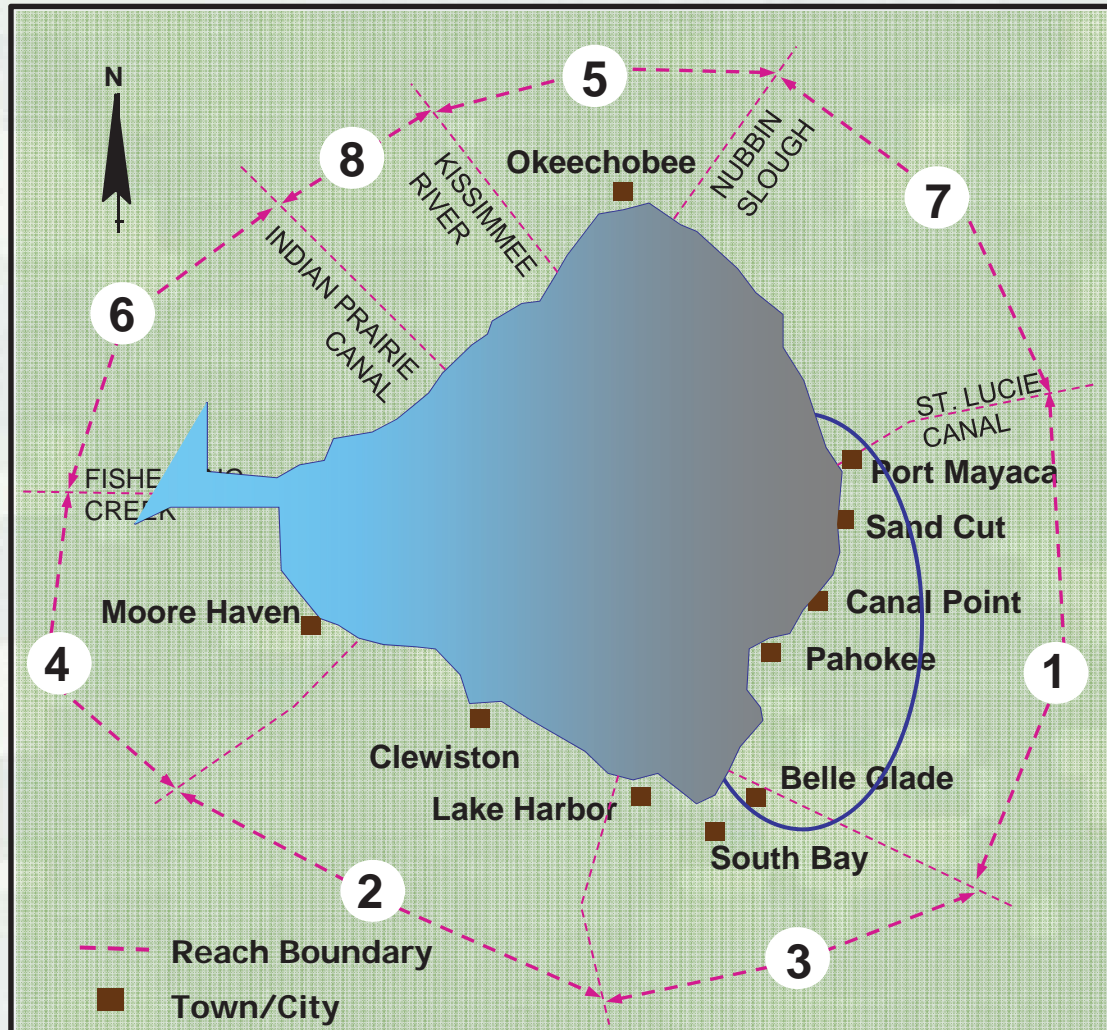 N
5
8
KISSIMMEE
RIVER
Okeechobee
NUBBIN
SLOUGH
7
INDIAN PRAIRIE
CANAL
6
ST. LUCIE
CANAL
CREEK
Port Mayaca
Sand Cut
Moore Haven
Canal Point
Pahokee
4
1
Clewiston
Belle Glade
Lake Harbor
South Bay
2
3
Reach Boundary
Town/City